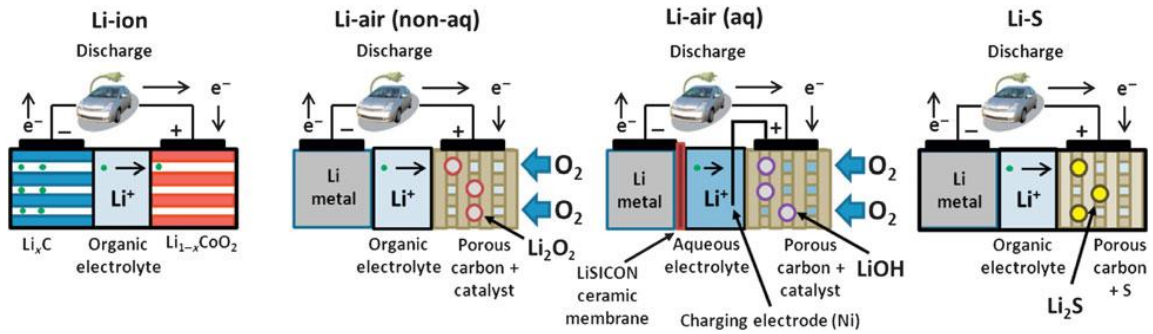 Li-ion
Discharge
e⁻
e⁻
−
+
Li⁺
LiₓC
Organic
electrolyte
Li₁₋ₓCoO₂
Li-air (non-aq)
Discharge
e⁻
e⁻
−
+
Li
metal
Li⁺
O₂
O₂
Li₂O₂
Organic
electrolyte
Porous
carbon +
catalyst
Li-air (aq)
Discharge
e⁻
e⁻
−
+
Li
metal
Li⁺
O₂
O₂
LiOH
LiSICON
ceramic
membrane
Aqueous
electrolyte
Porous
carbon +
catalyst
Charging electrode (Ni)
Li-S
Discharge
e⁻
e⁻
−
+
Li
metal
Li⁺
Organic
electrolyte
Porous
carbon
+ S
Li₂S